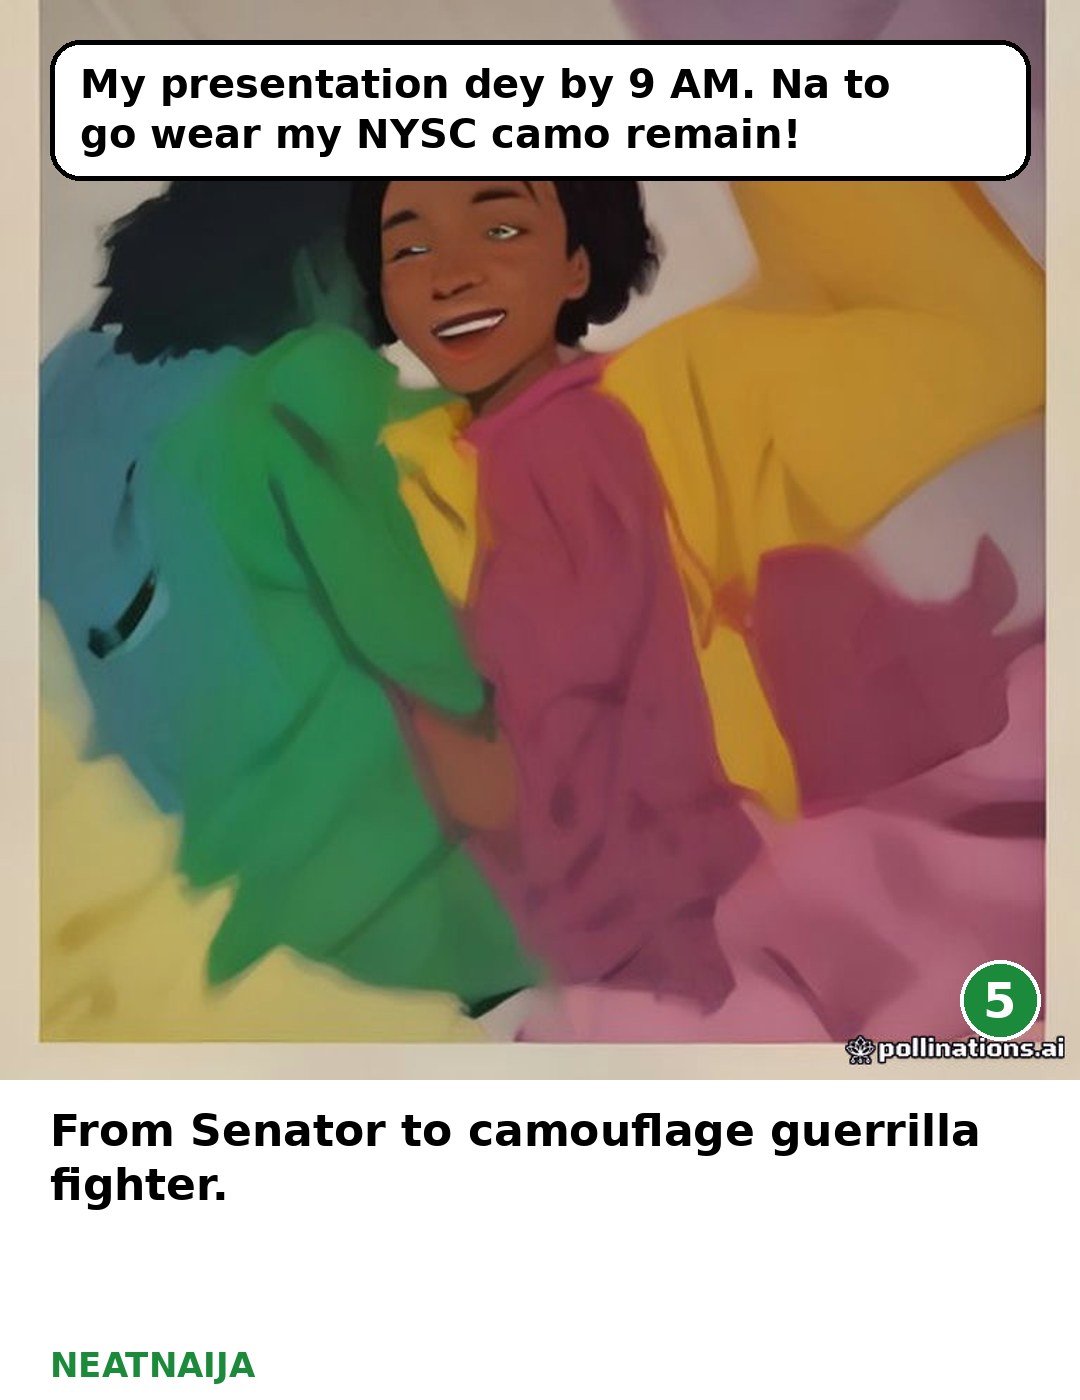 My presentation dey by 9 AM. Na to
go wear my NYSC camo remain!
5
pollinations.ai
From Senator to camouflage guerrilla
fighter.
NEATNAIJA